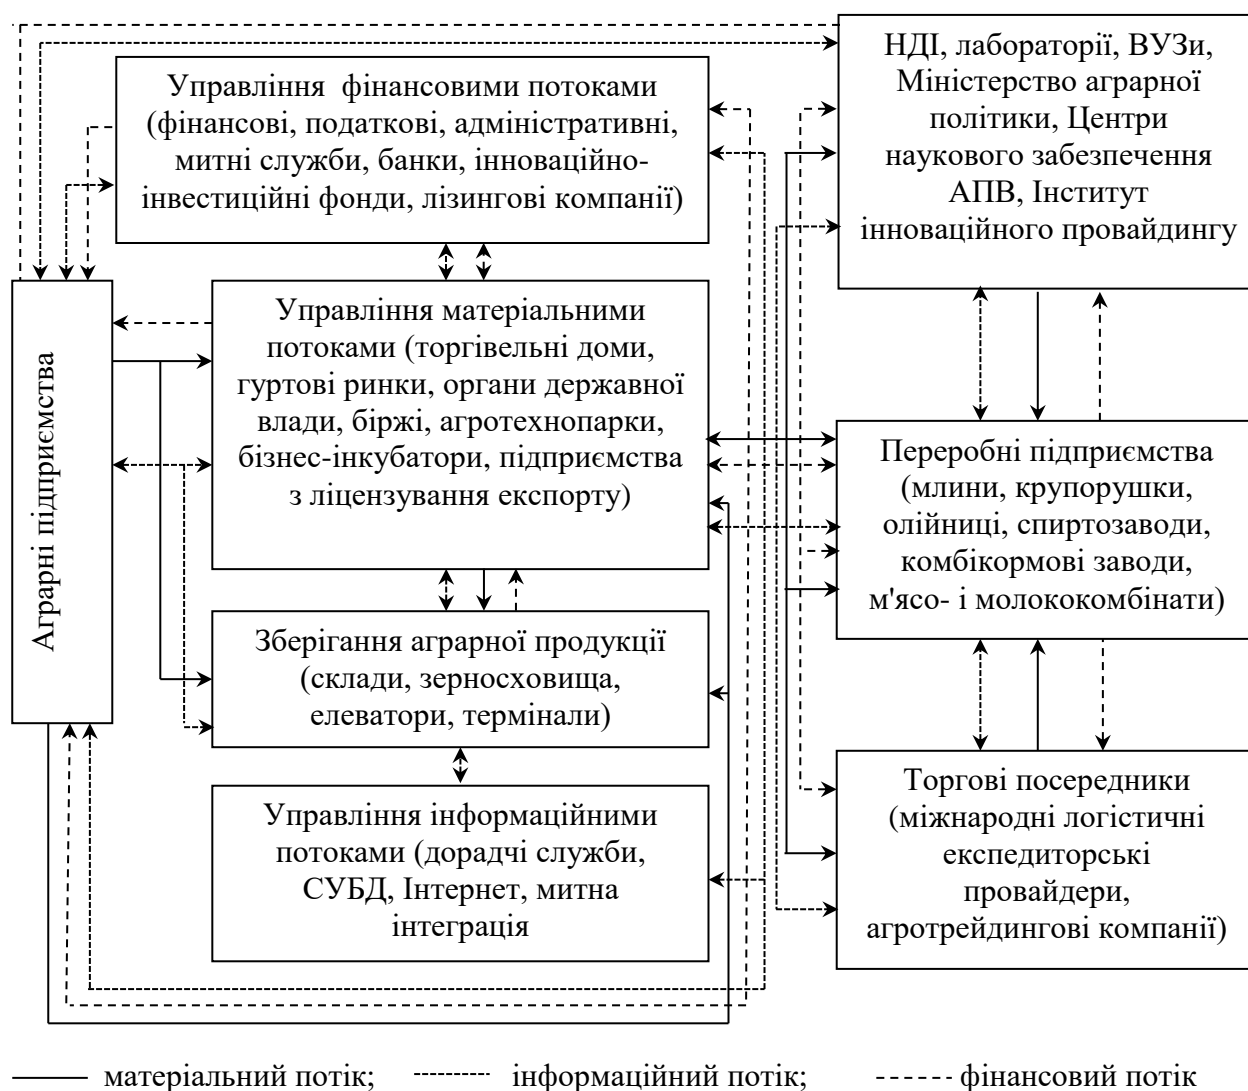 НДІ, лабораторії, ВУЗи,
Міністерство аграрної
політики, Центри
наукового забезпечення
АПВ, Інститут
інноваційного провайдингу
Управління фінансовими потоками
(фінансові, податкові, адміністративні,
митні служби, банки, інноваційно-
інвестиційні фонди, лізингові компанії)
Аграрні підприємства
Управління матеріальними
потоками (торгівельні доми,
гуртові ринки, органи державної
влади, біржі, агротехнопарки,
бізнес-інкубатори, підприємства
з ліцензування експорту)
Переробні підприємства
(млини, крупорушки,
олійниці, спиртозаводи,
комбікормові заводи,
м'ясо- і молококомбінати)
Зберігання аграрної продукції
(склади, зерносховища,
елеватори, термінали)
Управління інформаційними
потоками (дорадчі служби,
СУБД, Інтернет, митна
інтеграція
Торгові посередники
(міжнародні логістичні
експедиторські
провайдери,
агротрейдингові компанії)
матеріальний потік; інформаційний потік; фінансовий потік